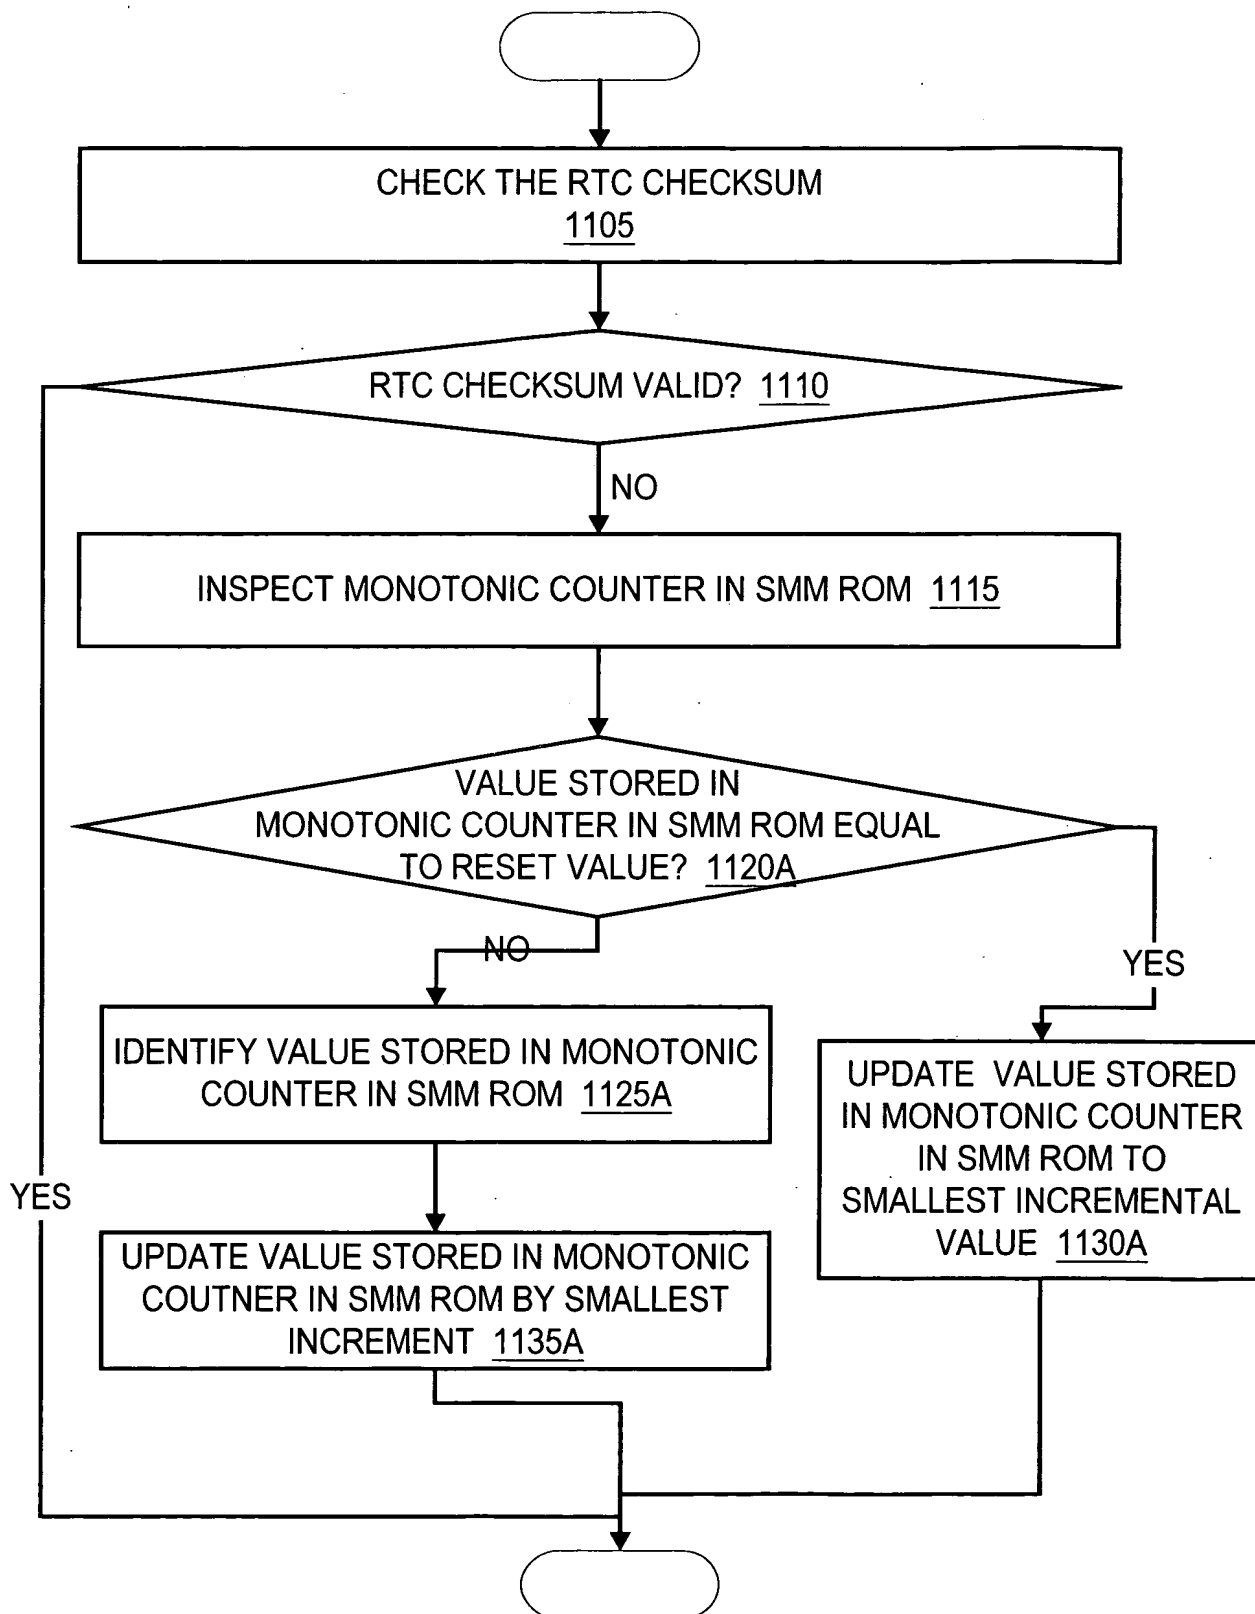 CHECK THE RTC CHECKSUM
1105
RTC CHECKSUM VALID? 1110
NO
INSPECT MONOTONIC COUNTER IN SMM ROM 1115
VALUE STORED IN
MONOTONIC COUNTER IN SMM ROM EQUAL
TO RESET VALUE? 1120A
NO
YES
IDENTIFY VALUE STORED IN MONOTONIC
COUNTER IN SMM ROM 1125A
UPDATE VALUE STORED
IN MONOTONIC COUNTER
IN SMM ROM TO
SMALLEST INCREMENTAL
VALUE 1130A
YES
UPDATE VALUE STORED IN MONOTONIC
COUTNER IN SMM ROM BY SMALLEST
INCREMENT 1135A